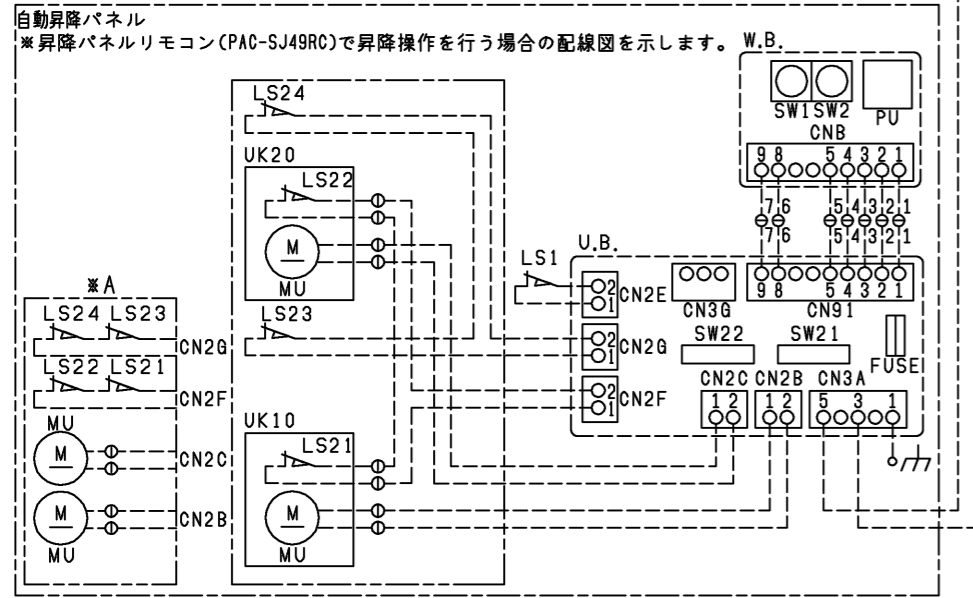 自動昇降パネル
※昇降パネルリモコン(PAC-SJ49RC)で昇降操作を行う場合の配線図を示します。
W.B.
SW1 SW2 PU
CNB
9 8 5 4 3 2 1
7 6 5 4 3 2 1
7 6 5 4 3 2 1
U.B.
9 8 5 4 3 2 1
CN3G CN91
LS1
2
1
CN2E
2
1
CN2G
2
1
CN2F
SW22 SW21
FUSE
CN2C CN2B CN3A
1 2 1 2 5 3 1
LS24
UK20
LS22
M
MU
LS23
UK10
LS21
M
MU
※A
LS24 LS23
CN2G
LS22 LS21
CN2F
MU
M
CN2C
M
CN2B
MU